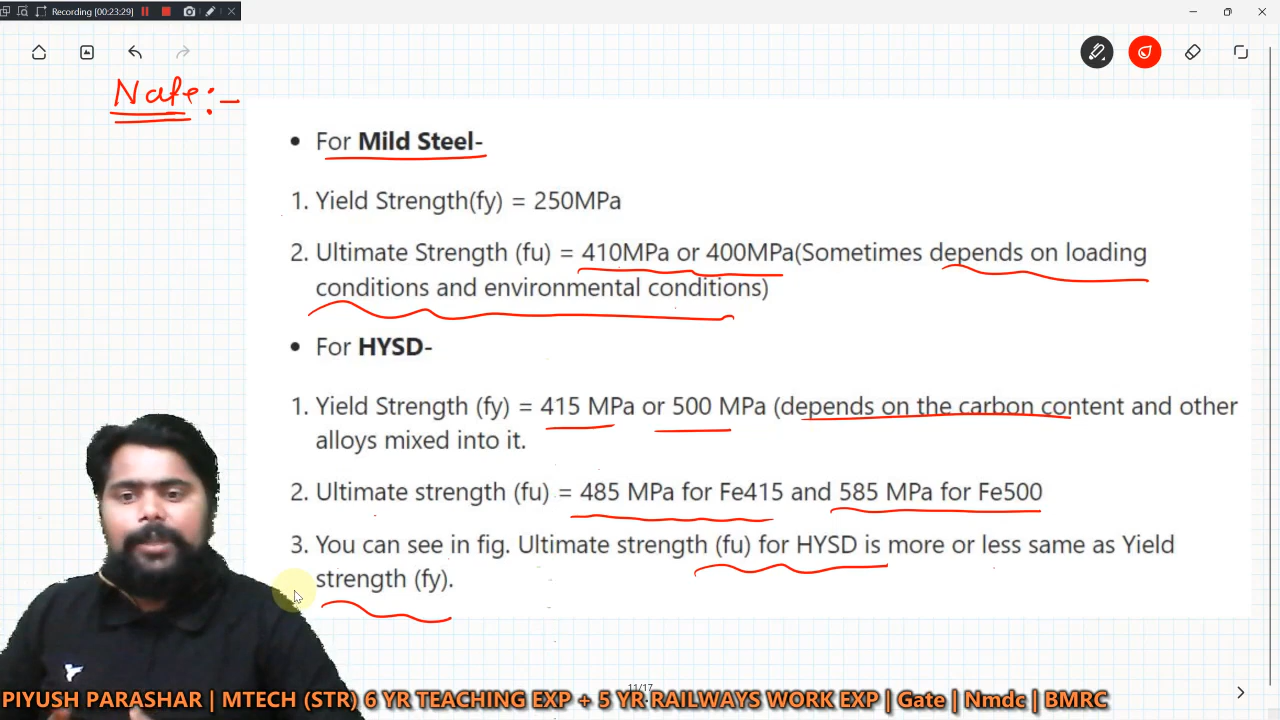 Recording [00:23:29]
Note:-
• For Mild Steel-
1. Yield Strength(fy) = 250MPa
2. Ultimate Strength (fu) = 410MPa or 400MPa(Sometimes depends on loading
conditions and environmental conditions)
• For HYSD-
1. Yield Strength (fy) = 415 MPa or 500 MPa (depends on the carbon content and other
alloys mixed into it.
2. Ultimate strength (fu) = 485 MPa for Fe415 and 585 MPa for Fe500
3. You can see in fig. Ultimate strength (fu) for HYSD is more or less same as Yield
strength (fy).
11/17
PIYUSH PARASHAR | MTECH (STR) 6 YR TEACHING EXP + 5 YR RAILWAYS WORK EXP | Gate | Nmdc | BMRC